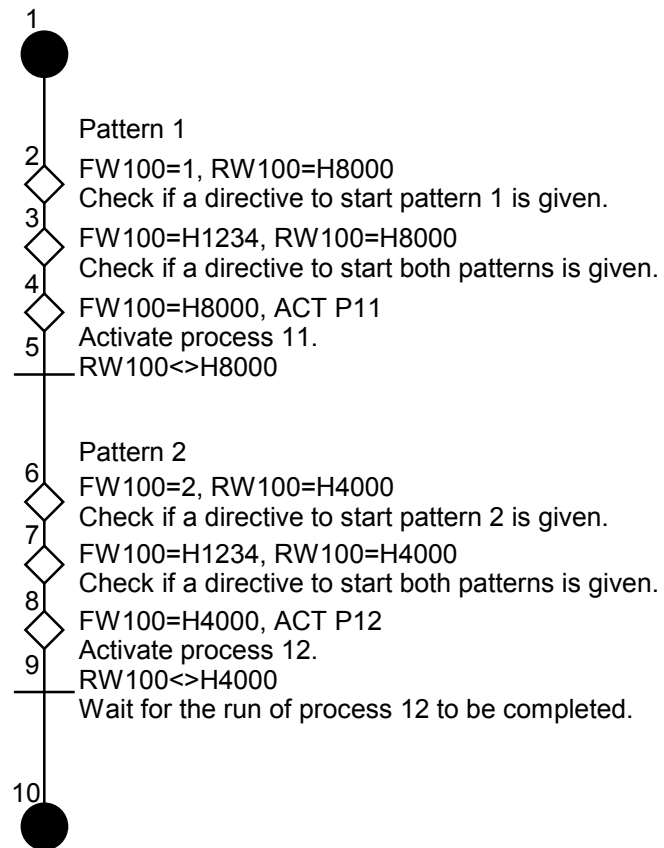 1
Pattern 1
2
FW100=1, RW100=H8000
Check if a directive to start pattern 1 is given.
3
FW100=H1234, RW100=H8000
Check if a directive to start both patterns is given.
4
FW100=H8000, ACT P11
Activate process 11.
5
RW100<>H8000
Pattern 2
6
FW100=2, RW100=H4000
Check if a directive to start pattern 2 is given.
7
FW100=H1234, RW100=H4000
Check if a directive to start both patterns is given.
8
FW100=H4000, ACT P12
Activate process 12.
9
RW100<>H4000
Wait for the run of process 12 to be completed.
10